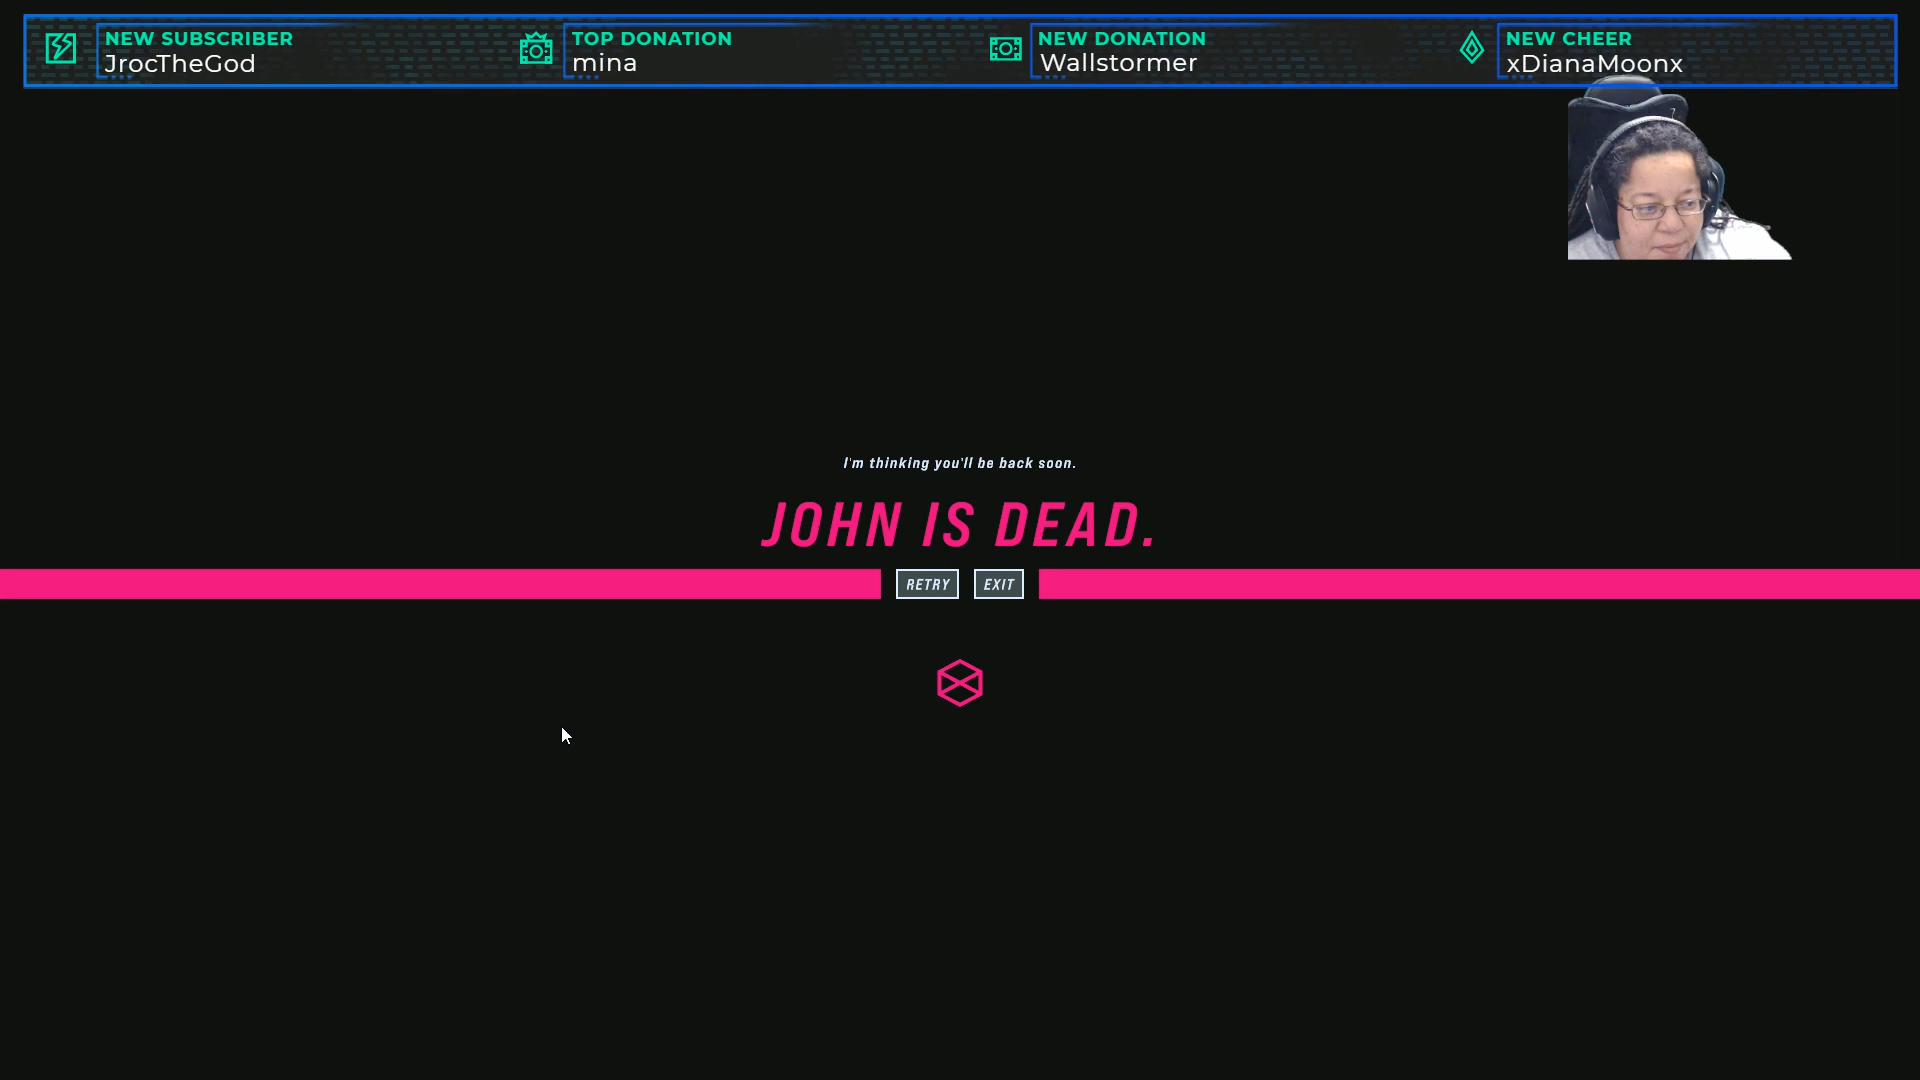 NEW SUBSCRIBER
JrocTheGod
TOP DONATION
mina
NEW DONATION
Wallstormer
NEW CHEER
xDianaMoonx
I'm thinking you'll be back soon.
JOHN IS DEAD.
RETRY
EXIT